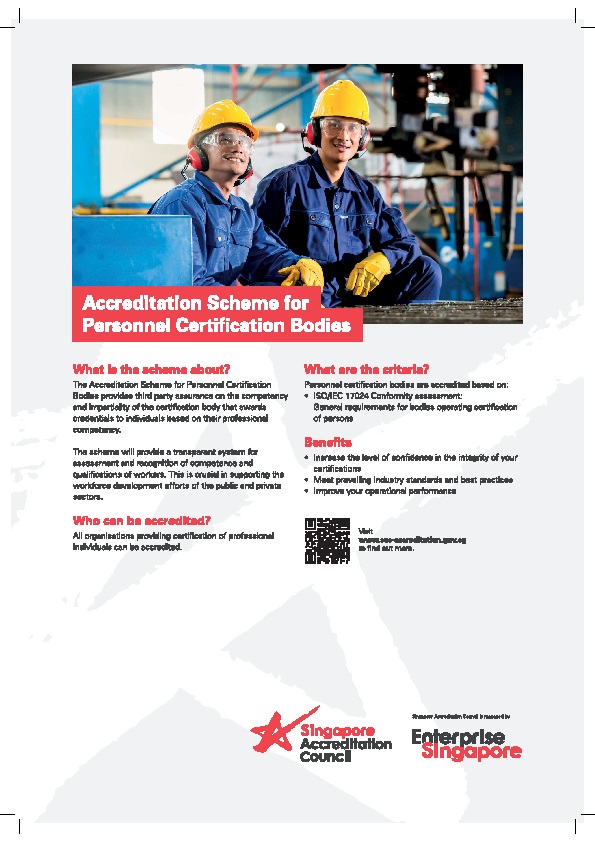 Accreditation Scheme for
Personnel Certification Bodies
What is the scheme about?
The Accreditation Scheme for Personnel Certification
Bodies provides third party assurance on the competency
and impartiality of the certification body that awards
credentials to individuals based on their professional
competency.
The scheme will provide a transparent system for
assessment and recognition of competence and
qualifications of workers. This is crucial in supporting the
workforce development efforts of the public and private
sectors.
Who can be accredited?
All organisations providing certification of professional
individuals can be accredited.
What are the criteria?
Personnel certification bodies are accredited based on:
• ISO/IEC 17024 Conformity assessment:
General requirements for bodies operating certification
of persons
Benefits
• Increase the level of confidence in the integrity of your
certifications
• Meet prevailing industry standards and best practices
• Improve your operational performance
Visit
www.sac-accreditation.gov.sg
to find out more.
Singapore
Accreditation
Council
Singapore Accreditation Council is managed by
Enterprise
Singapore